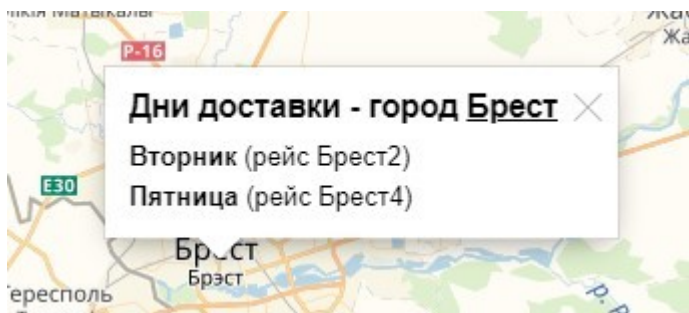 Р-16
Дни доставки - город Брест
Вторник (рейс Брест2)
Пятница (рейс Брест4)
E30
Брест
Брэст
ересполь
р.